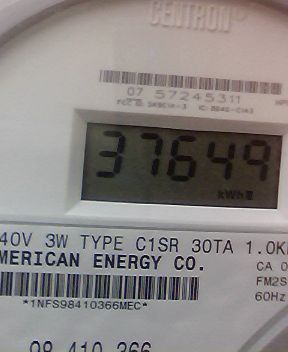 CENTRON
07 57245311
37649
kWh
40V 3W TYPE C1SR 30TA 1.0K
MERICAN ENERGY CO.
CA 0
FM2S
60Hz
*1NFS98410366MEC*
98 410 366